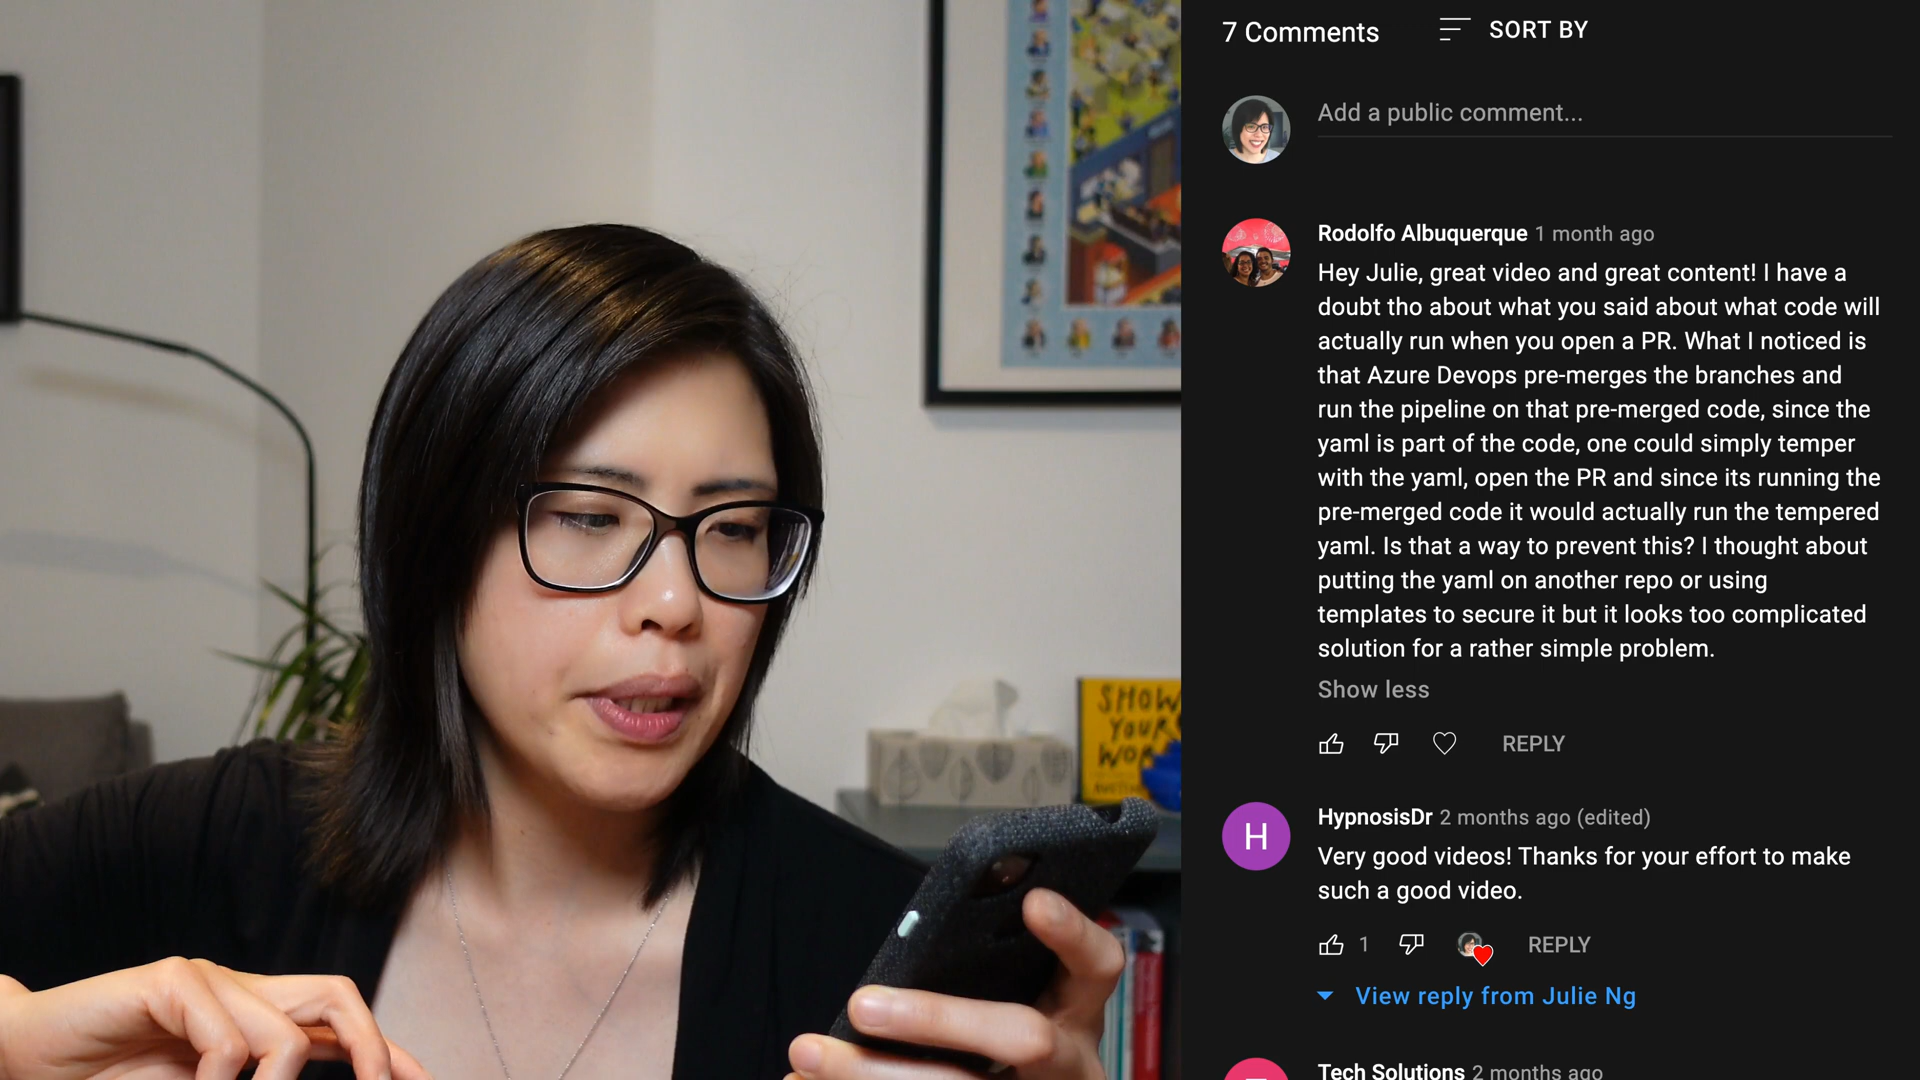 7 Comments
SORT BY
Add a public comment...
Rodolfo Albuquerque 1 month ago
Hey Julie, great video and great content! I have a
doubt tho about what you said about what code will
actually run when you open a PR. What I noticed is
that Azure Devops pre-merges the branches and
run the pipeline on that pre-merged code, since the
yaml is part of the code, one could simply temper
with the yaml, open the PR and since its running the
pre-merged code it would actually run the tempered
yaml. Is that a way to prevent this? I thought about
putting the yaml on another repo or using
templates to secure it but it looks too complicated
solution for a rather simple problem.
Show less
REPLY
H
HypnosisDr 2 months ago (edited)
Very good videos! Thanks for your effort to make
such a good video.
1
REPLY
View reply from Julie Ng
Tech Solutions 2 months ago
SHOW
YOUR